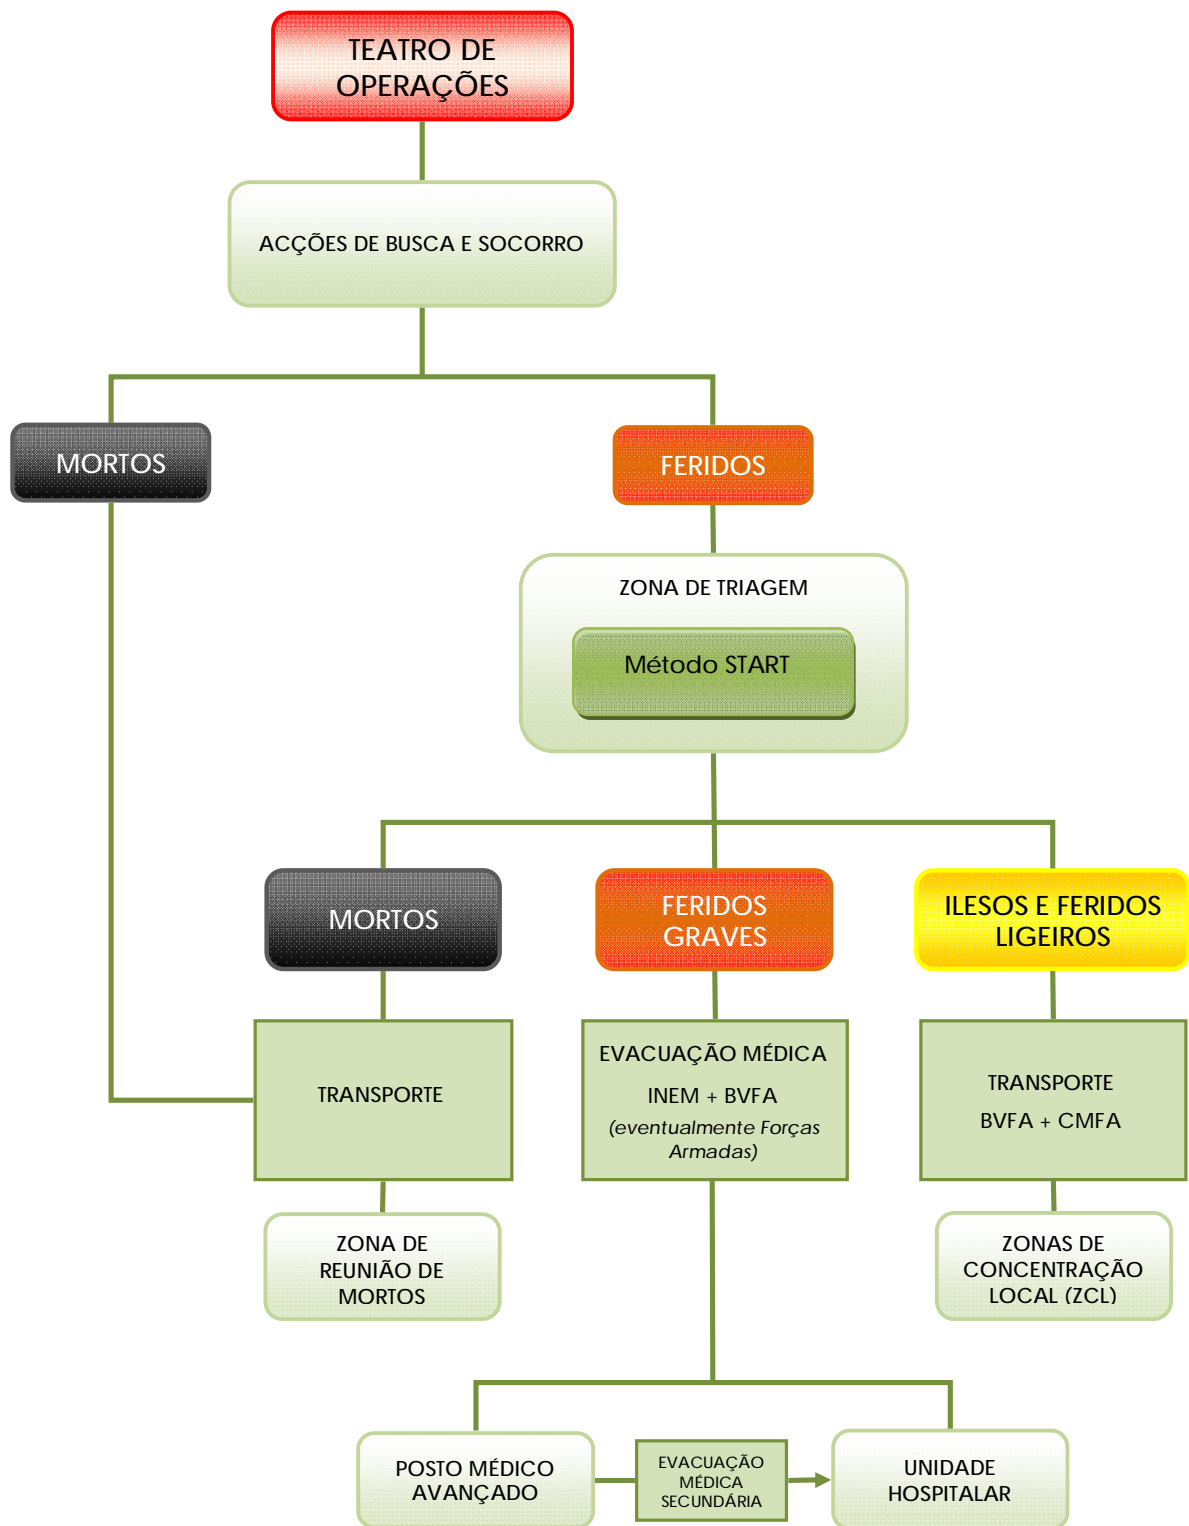 TEATRO DE
OPERAÇÕES
ACÇÕES DE BUSCA E SOCORRO
MORTOS
FERIDOS
ZONA DE TRIAGEM
Método START
MORTOS
FERIDOS
GRAVES
ILESOS E FERIDOS
LIGEIROS
TRANSPORTE
EVACUAÇÃO MÉDICA
INEM + BVFA
(eventualmente Forças
Armadas)
TRANSPORTE
BVFA + CMFA
ZONA DE
REUNIÃO DE
MORTOS
ZONAS DE
CONCENTRAÇÃO
LOCAL (ZCL)
POSTO MÉDICO
AVANÇADO
EVACUAÇÃO
MÉDICA
SECUNDÁRIA
UNIDADE
HOSPITALAR